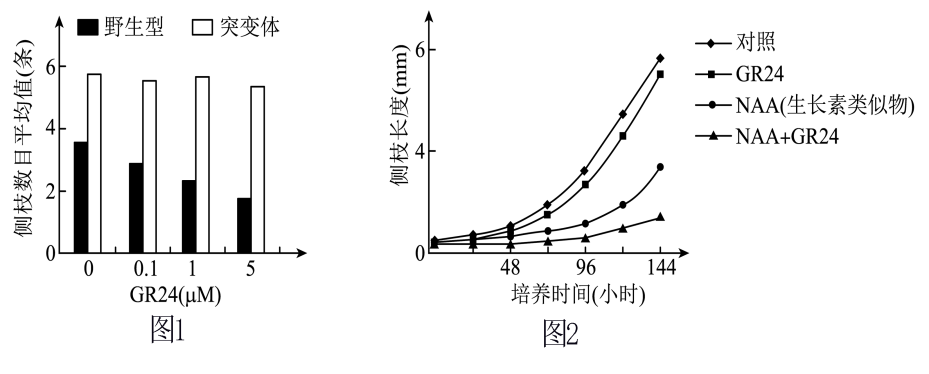 野生型 突变体
侧枝数目平均值(条)
6
4
2
0
0 0.1 1 5
GR24(μM)
图1
侧枝长度(mm)
6
4
0
48 96 144
培养时间(小时)
图2
对照
GR24
NAA(生长素类似物)
NAA+GR24